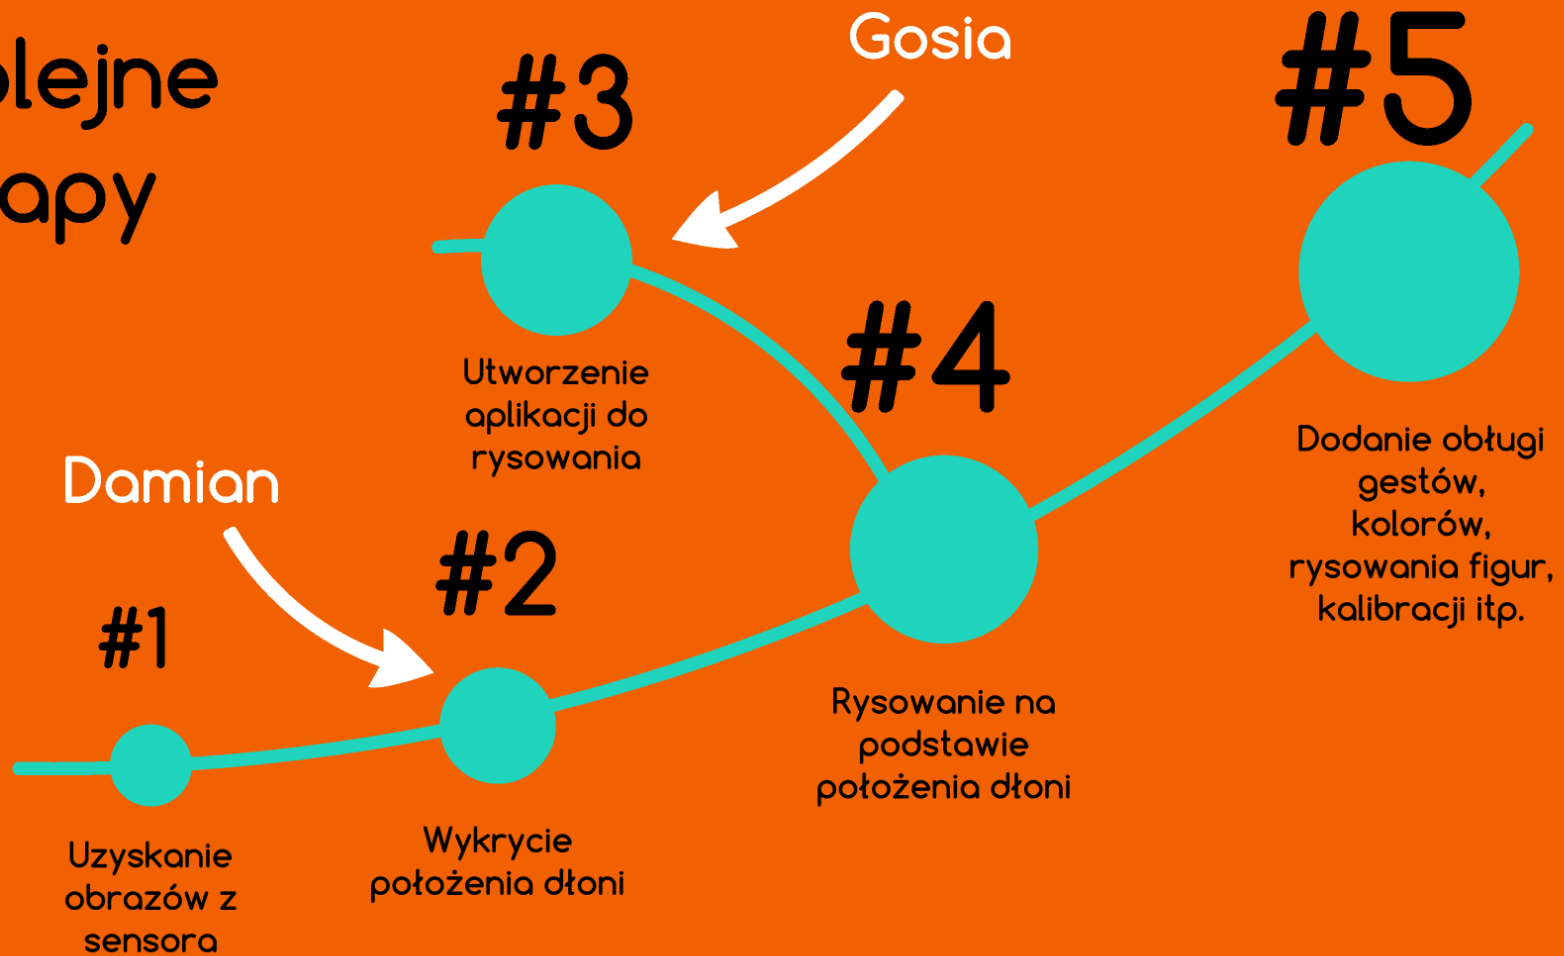 olejne
apy
#1
Uzyskanie
obrazów z
sensora
Damian
#2
Wykrycie
położenia dłoni
#3
Utworzenie
aplikacji do
rysowania
Gosia
#4
Rysowanie na
podstawie
położenia dłoni
#5
Dodanie obługi
gestów,
kolorów,
rysowania figur,
kalibracji itp.